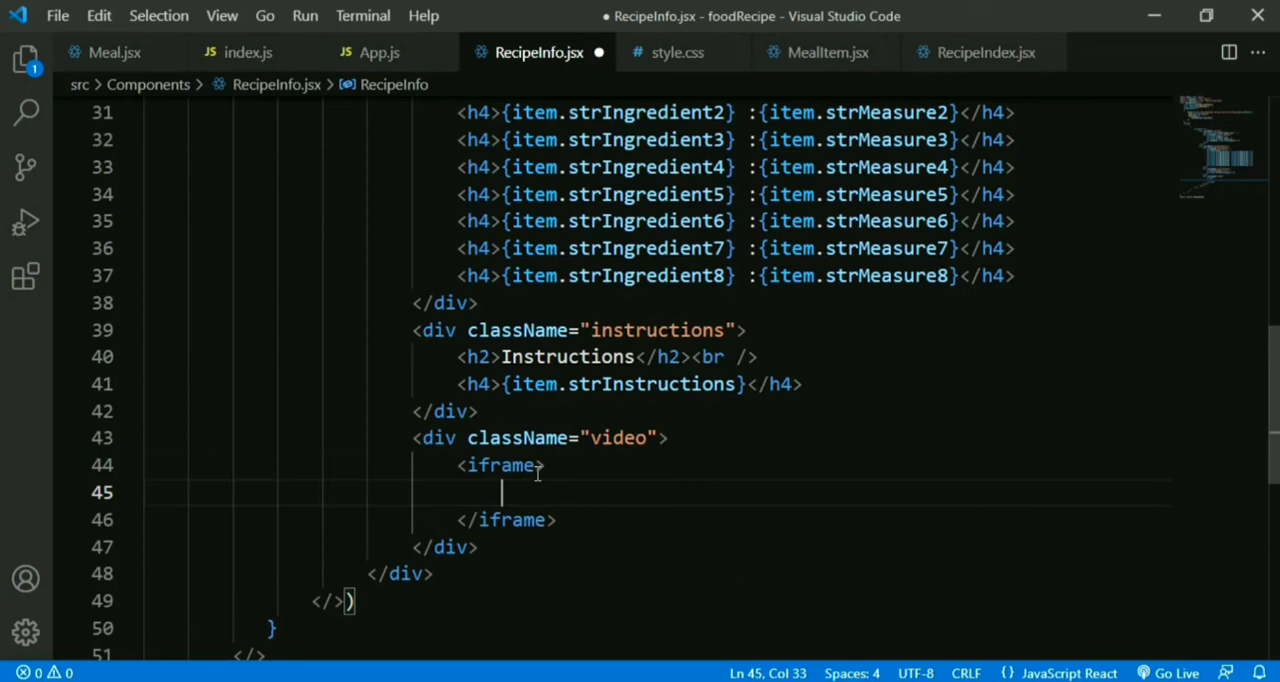 File Edit Selection View Go Run Terminal Help ● RecipeInfo.jsx - foodRecipe - Visual Studio Code
Meal.jsx JS index.js JS App.js RecipeInfo.jsx ● # style.css MealItem.jsx RecipeIndex.jsx
1
src > Components > RecipeInfo.jsx > RecipeInfo
31 <h4>{item.strIngredient2} :{item.strMeasure2}</h4>
32 <h4>{item.strIngredient3} :{item.strMeasure3}</h4>
33 <h4>{item.strIngredient4} :{item.strMeasure4}</h4>
34 <h4>{item.strIngredient5} :{item.strMeasure5}</h4>
35 <h4>{item.strIngredient6} :{item.strMeasure6}</h4>
36 <h4>{item.strIngredient7} :{item.strMeasure7}</h4>
37 <h4>{item.strIngredient8} :{item.strMeasure8}</h4>
38 </div>
39 <div className="instructions">
40 <h2>Instructions</h2><br />
41 <h4>{item.strInstructions}</h4>
42 </div>
43 <div className="video">
44 <iframe>
45
46 </iframe>
47 </div>
48 </div>
49 </>)
50 }
51 </>
0 0 Ln 45, Col 33 Spaces: 4 UTF-8 CRLF {} JavaScript React Go Live